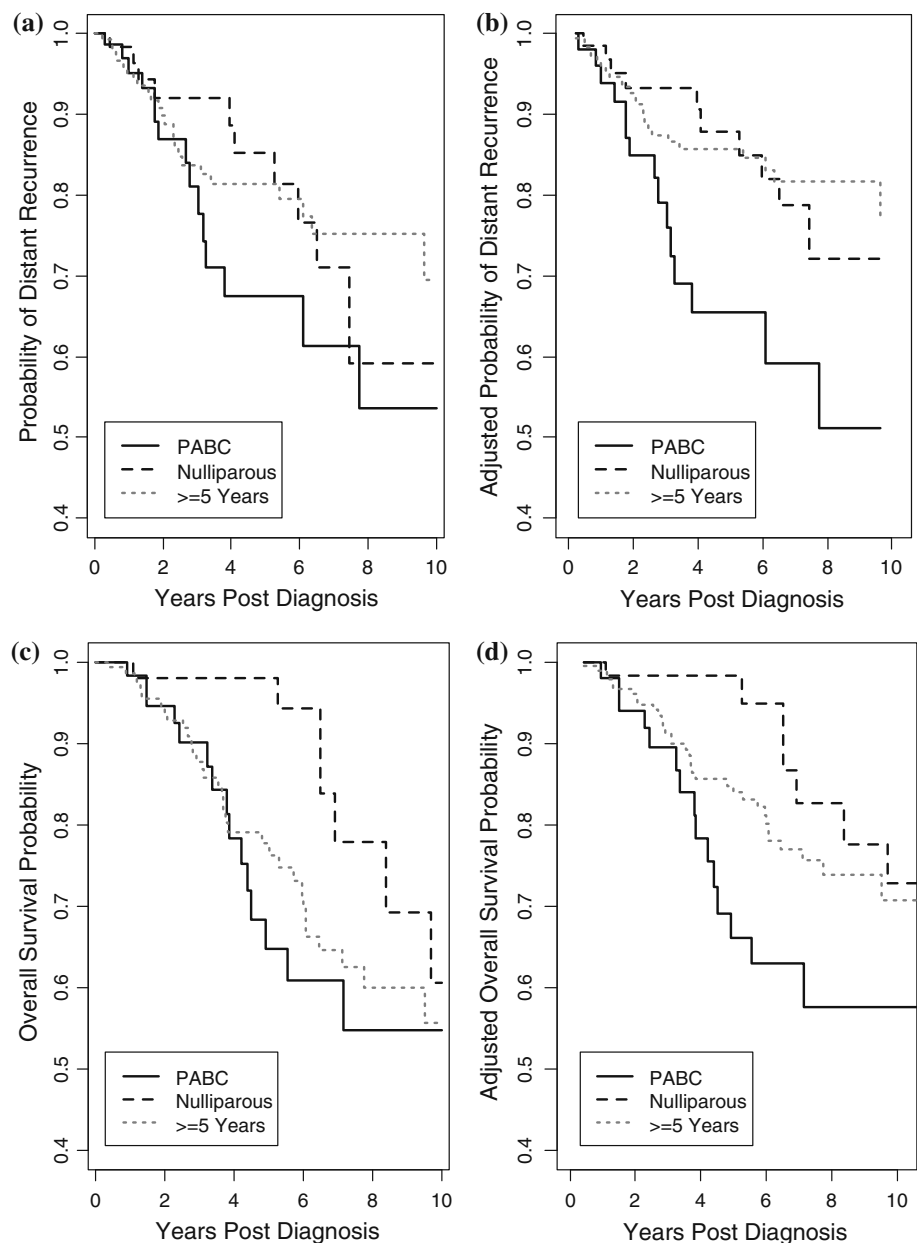 (a)
Probability of Distant Recurrence
1.0
0.9
0.8
0.7
0.6
0.5
0.4
PABC
Nulliparous
>=5 Years
0 2 4 6 8 10
Years Post Diagnosis
(b)
Adjusted Probability of Distant Recurrence
1.0
0.9
0.8
0.7
0.6
0.5
0.4
PABC
Nulliparous
>=5 Years
0 2 4 6 8 10
Years Post Diagnosis
(c)
Overall Survival Probability
1.0
0.9
0.8
0.7
0.6
0.5
0.4
PABC
Nulliparous
>=5 Years
0 2 4 6 8 10
Years Post Diagnosis
(d)
Adjusted Overall Survival Probability
1.0
0.9
0.8
0.7
0.6
0.5
0.4
PABC
Nulliparous
>=5 Years
0 2 4 6 8 10
Years Post Diagnosis